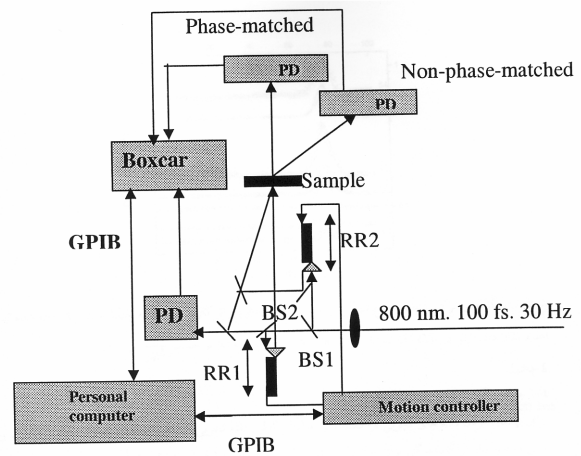 Phase-matched
PD
Non-phase-matched
PD
Boxcar
Sample
GPIB
RR2
PD
BS2
800 nm. 100 fs. 30 Hz
RR1
BS1
Personal
computer
Motion controller
GPIB